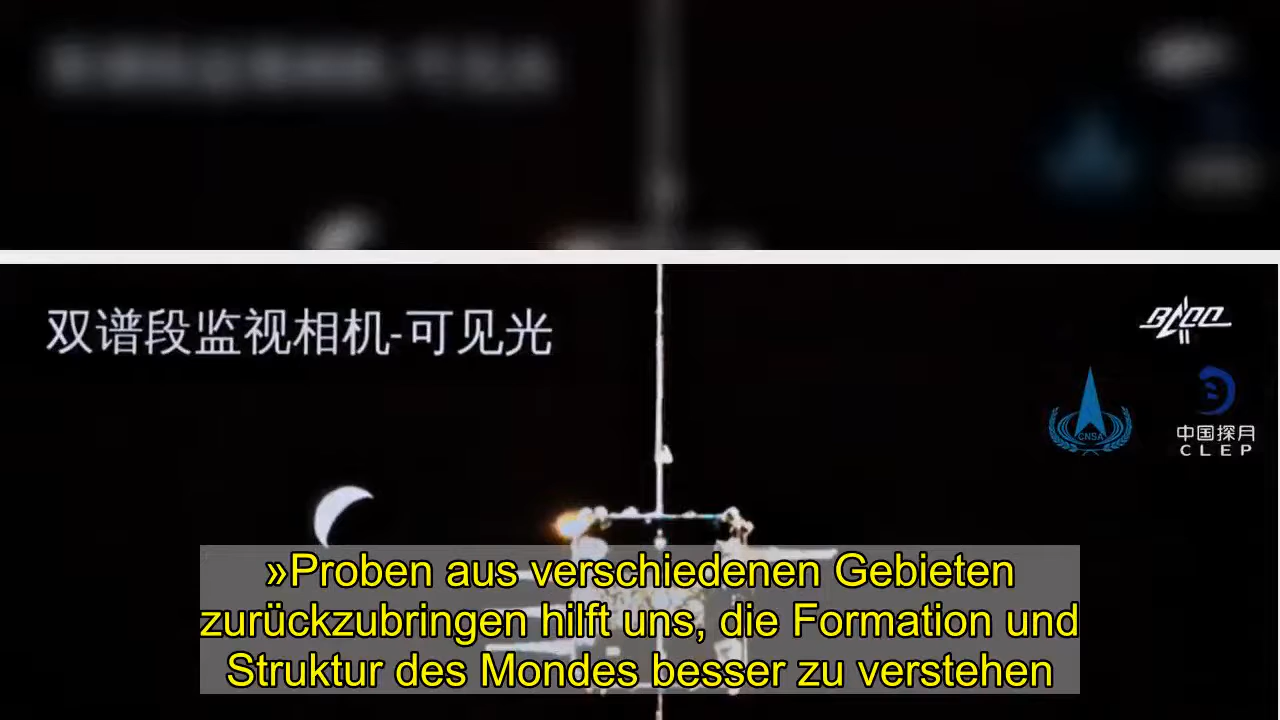 双谱段监视相机-可见光
CNSA
中国探月
CLEP
»Proben aus verschiedenen Gebieten
zurückzubringen hilft uns, die Formation und
Struktur des Mondes besser zu verstehen